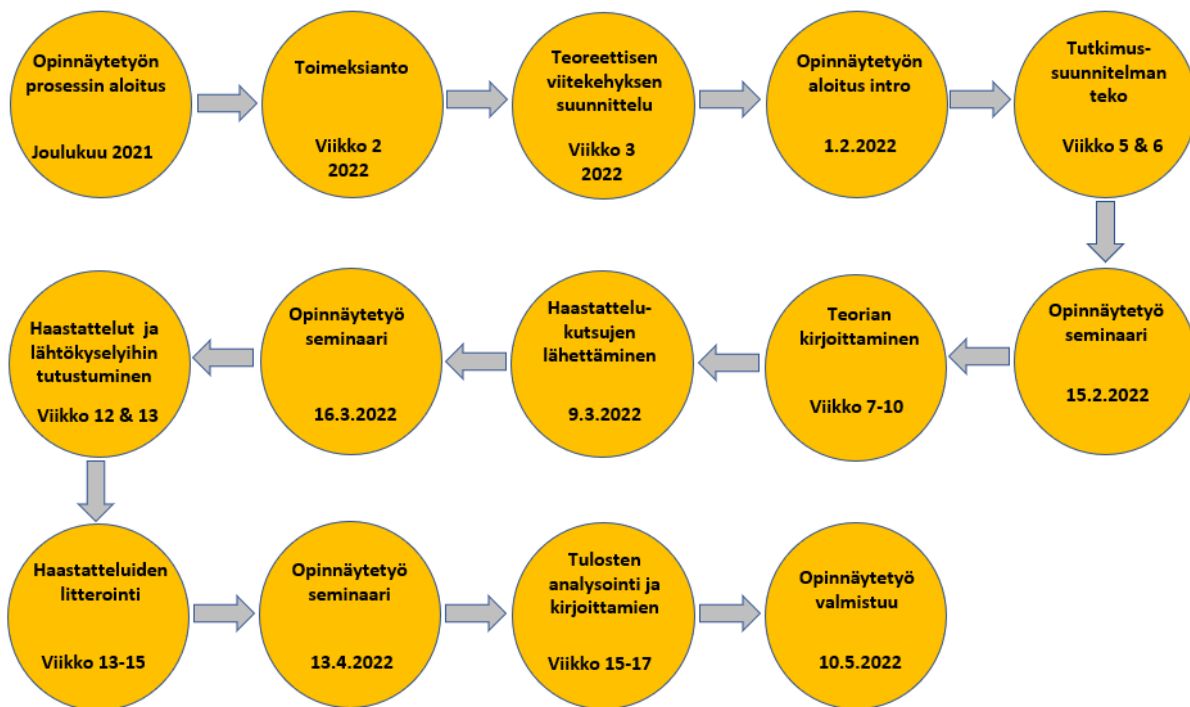 Opinnäytetyön
prosessin aloitus
Joulukuu 2021
Toimeksianto
Viikko 2
2022
Teoreettisen
viitekehyksen
suunnittelu
Viikko 3
2022
Opinnäytetyön
aloitus intro
1.2.2022
Tutkimus-
suunnitelman
teko
Viikko 5 & 6
Opinnäytetyö
seminaari
15.2.2022
Teorian
kirjoittaminen
Viikko 7-10
Haastattelu-
kutsujen
lähettäminen
9.3.2022
Opinnäytetyö
seminaari
16.3.2022
Haastattelut ja
lähtökyselyihin
tutustuminen
Viikko 12 & 13
Haastatteluiden
litterointi
Viikko 13-15
Opinnäytetyö
seminaari
13.4.2022
Tulosten
analysointi ja
kirjoittamien
Viikko 15-17
Opinnäytetyö
valmistuu
10.5.2022